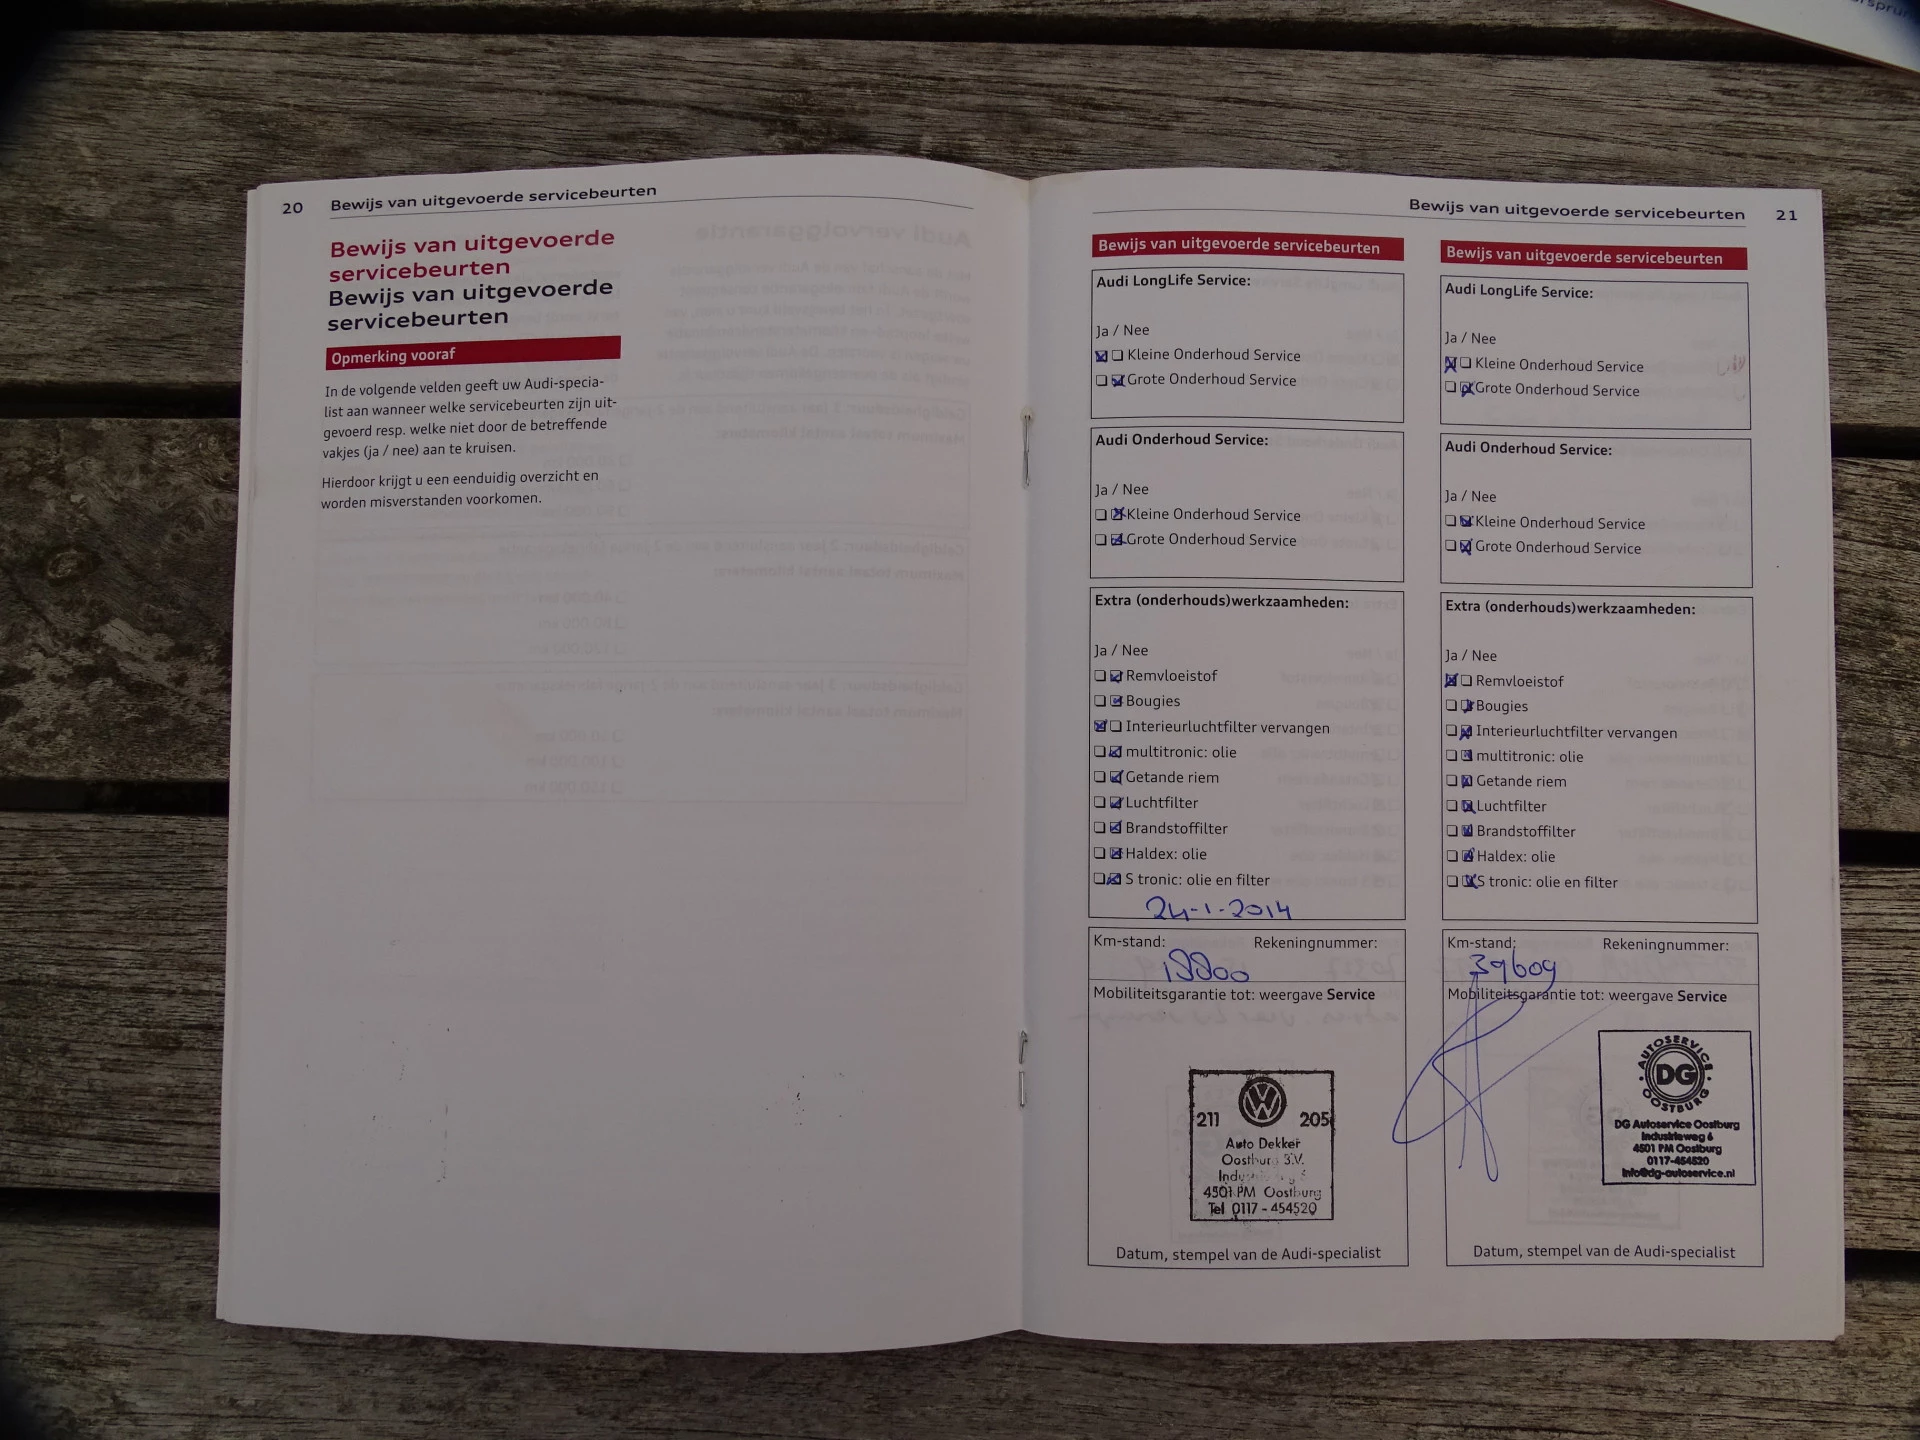 20 Bewijs van uitgevoerde servicebeurten
Bewijs van uitgevoerde
servicebeurten
Bewijs van uitgevoerde
servicebeurten
Opmerking vooraf
In de volgende velden geeft uw Audi-specia-
list aan wanneer welke servicebeurten zijn uit-
gevoerd resp. welke niet door de betreffende
vakjes (ja / nee) aan te kruisen.
Hierdoor krijgt u een eenduidig overzicht en
worden misverstanden voorkomen.
Bewijs van uitgevoerde servicebeurten 21
Bewijs van uitgevoerde servicebeurten
Audi LongLife Service:
Ja / Nee
Kleine Onderhoud Service
Grote Onderhoud Service
Audi Onderhoud Service:
Ja / Nee
Kleine Onderhoud Service
Grote Onderhoud Service
Extra (onderhouds)werkzaamheden:
Ja / Nee
Remvloeistof
Bougies
Interieurluchtfilter vervangen
multitronic: olie
Getande riem
Luchtfilter
Brandstoffilter
Haldex: olie
S tronic: olie en filter
24-1-2014
Km-stand: Rekeningnummer:
Mobiliteitsgarantie tot: weergave Service
211 205
Auto Dekker
Oostburg
4501 PM Oostburg
Tel 0117 - 454520
Datum, stempel van de Audi-specialist
Bewijs van uitgevoerde servicebeurten
Audi LongLife Service:
Ja / Nee
Kleine Onderhoud Service
Grote Onderhoud Service
Audi Onderhoud Service:
Ja / Nee
Kleine Onderhoud Service
Grote Onderhoud Service
Extra (onderhouds)werkzaamheden:
Ja / Nee
Remvloeistof
Bougies
Interieurluchtfilter vervangen
multitronic: olie
Getande riem
Luchtfilter
Brandstoffilter
Haldex: olie
S tronic: olie en filter
Km-stand: Rekeningnummer:
39609
Mobiliteitsgarantie tot: weergave Service
AUTOSERVICE
DG
OOSTBURG
DG Autoservice Oostburg
Industrieweg 6
4501 PM Oostburg
0117-454520
info@dg-autoservice.nl
Datum, stempel van de Audi-specialist